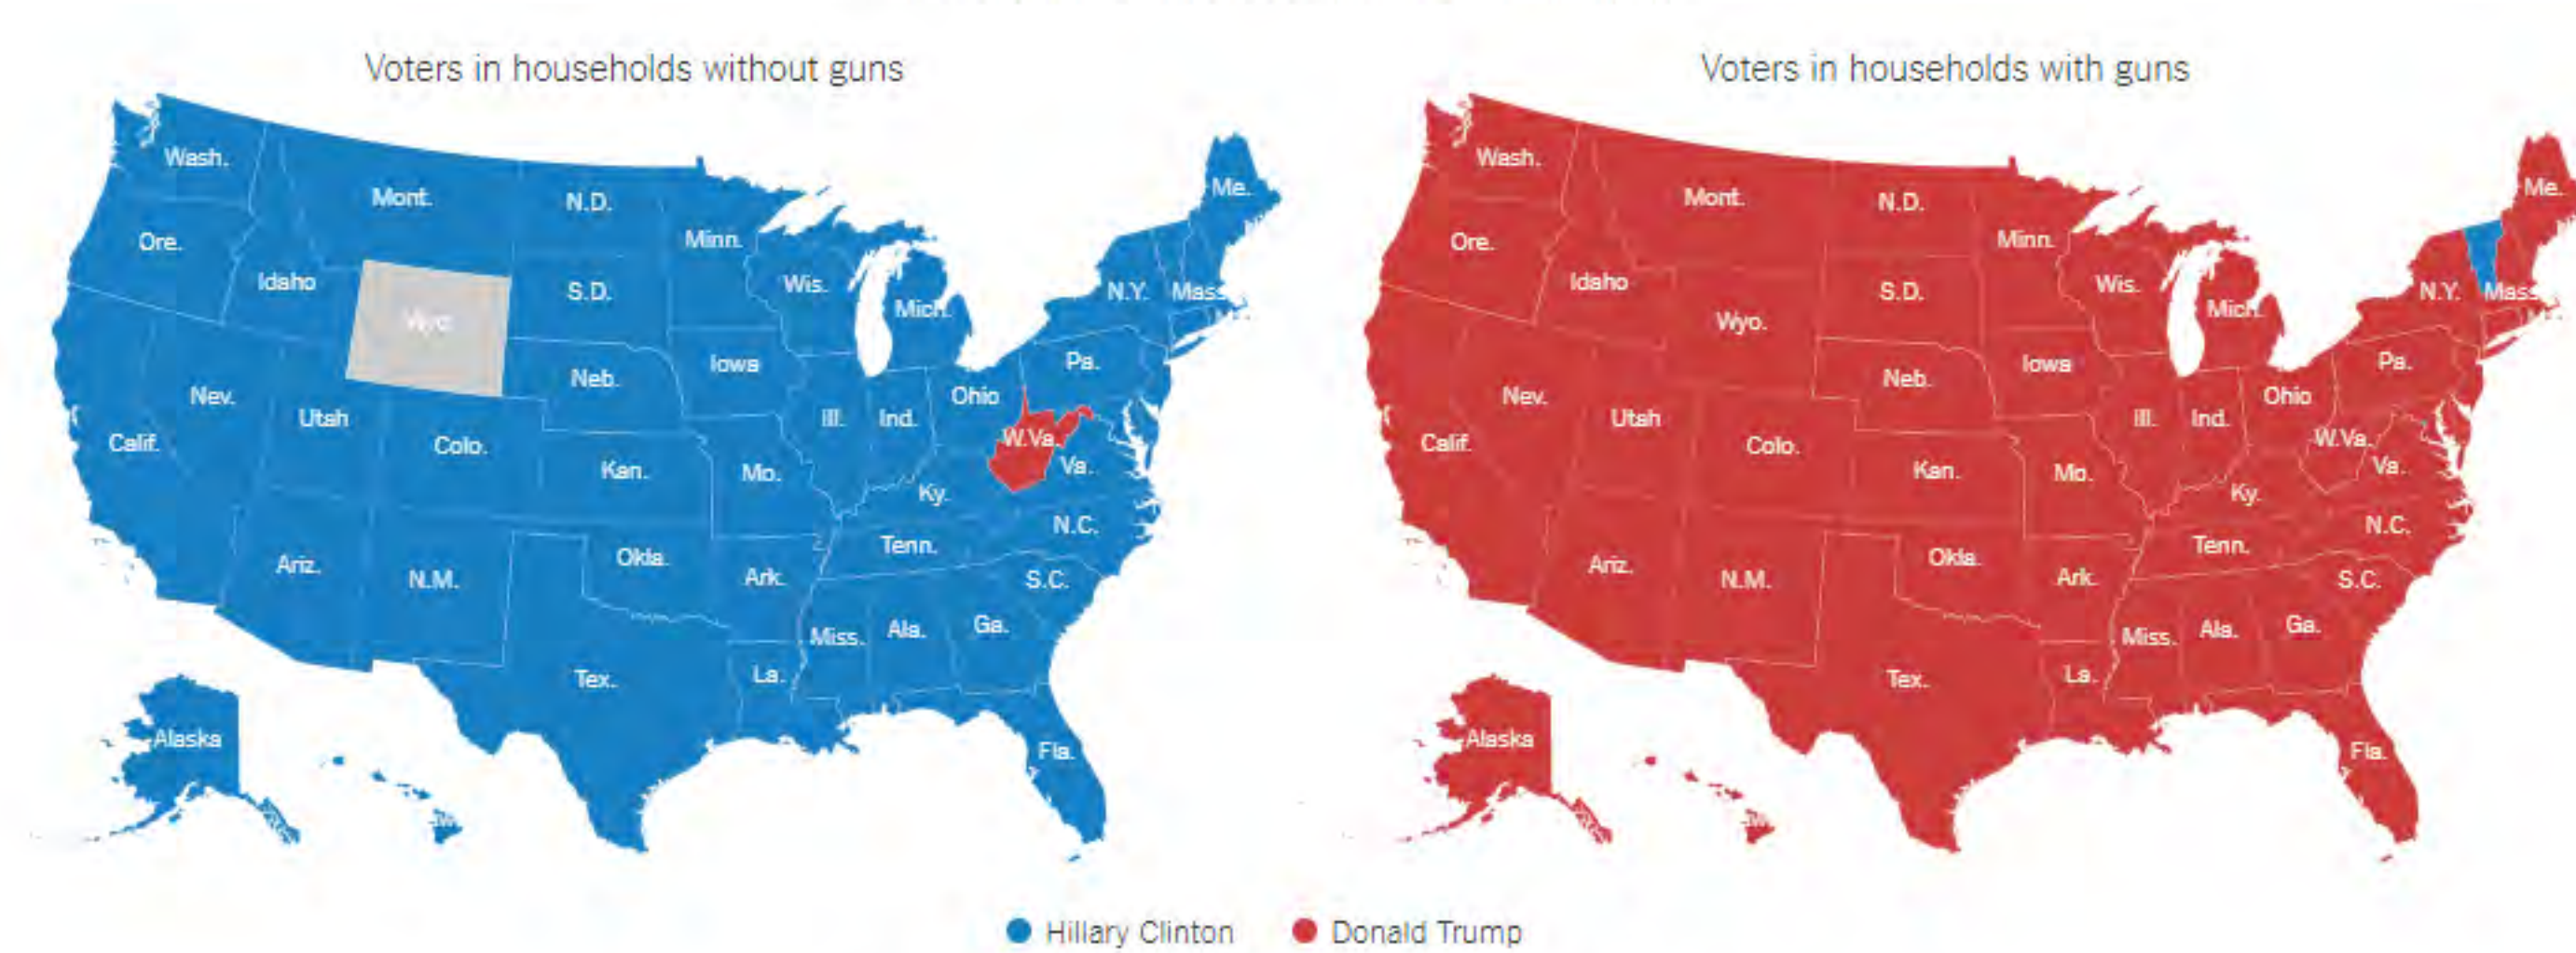 Voters in households without guns
Voters in households with guns
Wash.
Mont.
N.D.
Minn.
Me.
Ore.
Idaho
Wyo.
S.D.
Wis.
Mich.
N.Y.
Mass.
Nev.
Utah
Colo.
Neb.
Iowa
Ill.
Ind.
Ohio
Pa.
Calif.
Kan.
Mo.
Ky.
W.Va.
Va.
Ariz.
N.M.
Okla.
Ark.
Tenn.
N.C.
S.C.
Tex.
La.
Miss.
Ala.
Ga.
Fla.
Alaska
Wash.
Mont.
N.D.
Minn.
Me.
Ore.
Idaho
Wyo.
S.D.
Wis.
Mich.
N.Y.
Mass.
Nev.
Utah
Colo.
Neb.
Iowa
Ill.
Ind.
Ohio
Pa.
Calif.
Kan.
Mo.
Ky.
W.Va.
Va.
Ariz.
N.M.
Okla.
Ark.
Tenn.
N.C.
S.C.
Tex.
La.
Miss.
Ala.
Ga.
Fla.
Alaska
Hillary Clinton
Donald Trump